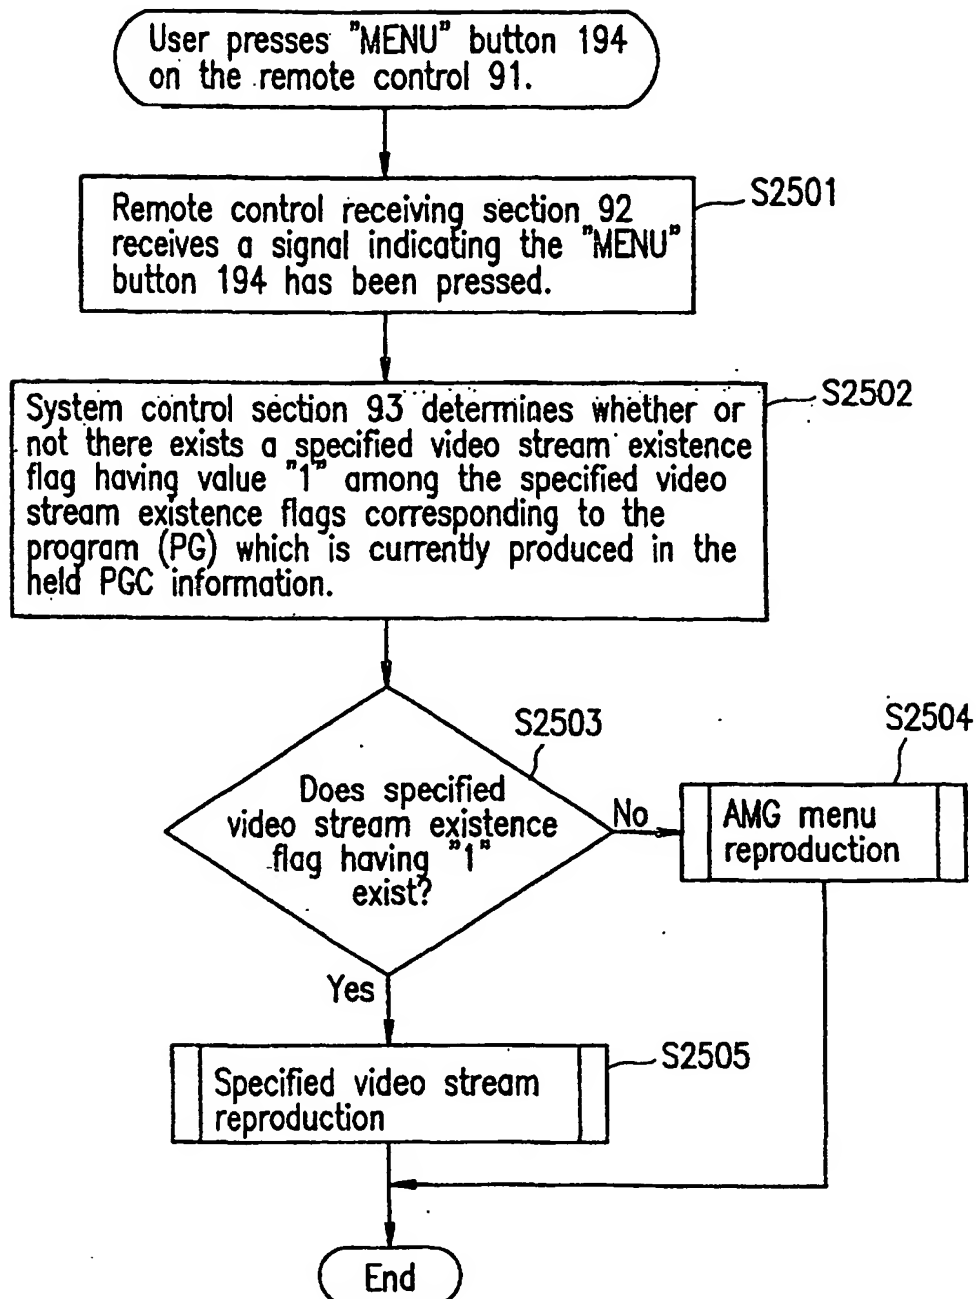 User presses "MENU" button 194
on the remote control 91.
Remote control receiving section 92
receives a signal indicating the "MENU"
button 194 has been pressed.
S2501
System control section 93 determines whether or
not there exists a specified video stream existence
flag having value "1" among the specified video
stream existence flags corresponding to the
program (PG) which is currently produced in the
held PGC information.
S2502
S2503
Does specified
video stream existence
flag having "1"
exist?
No
S2504
AMG menu
reproduction
Yes
S2505
Specified video stream
reproduction
End